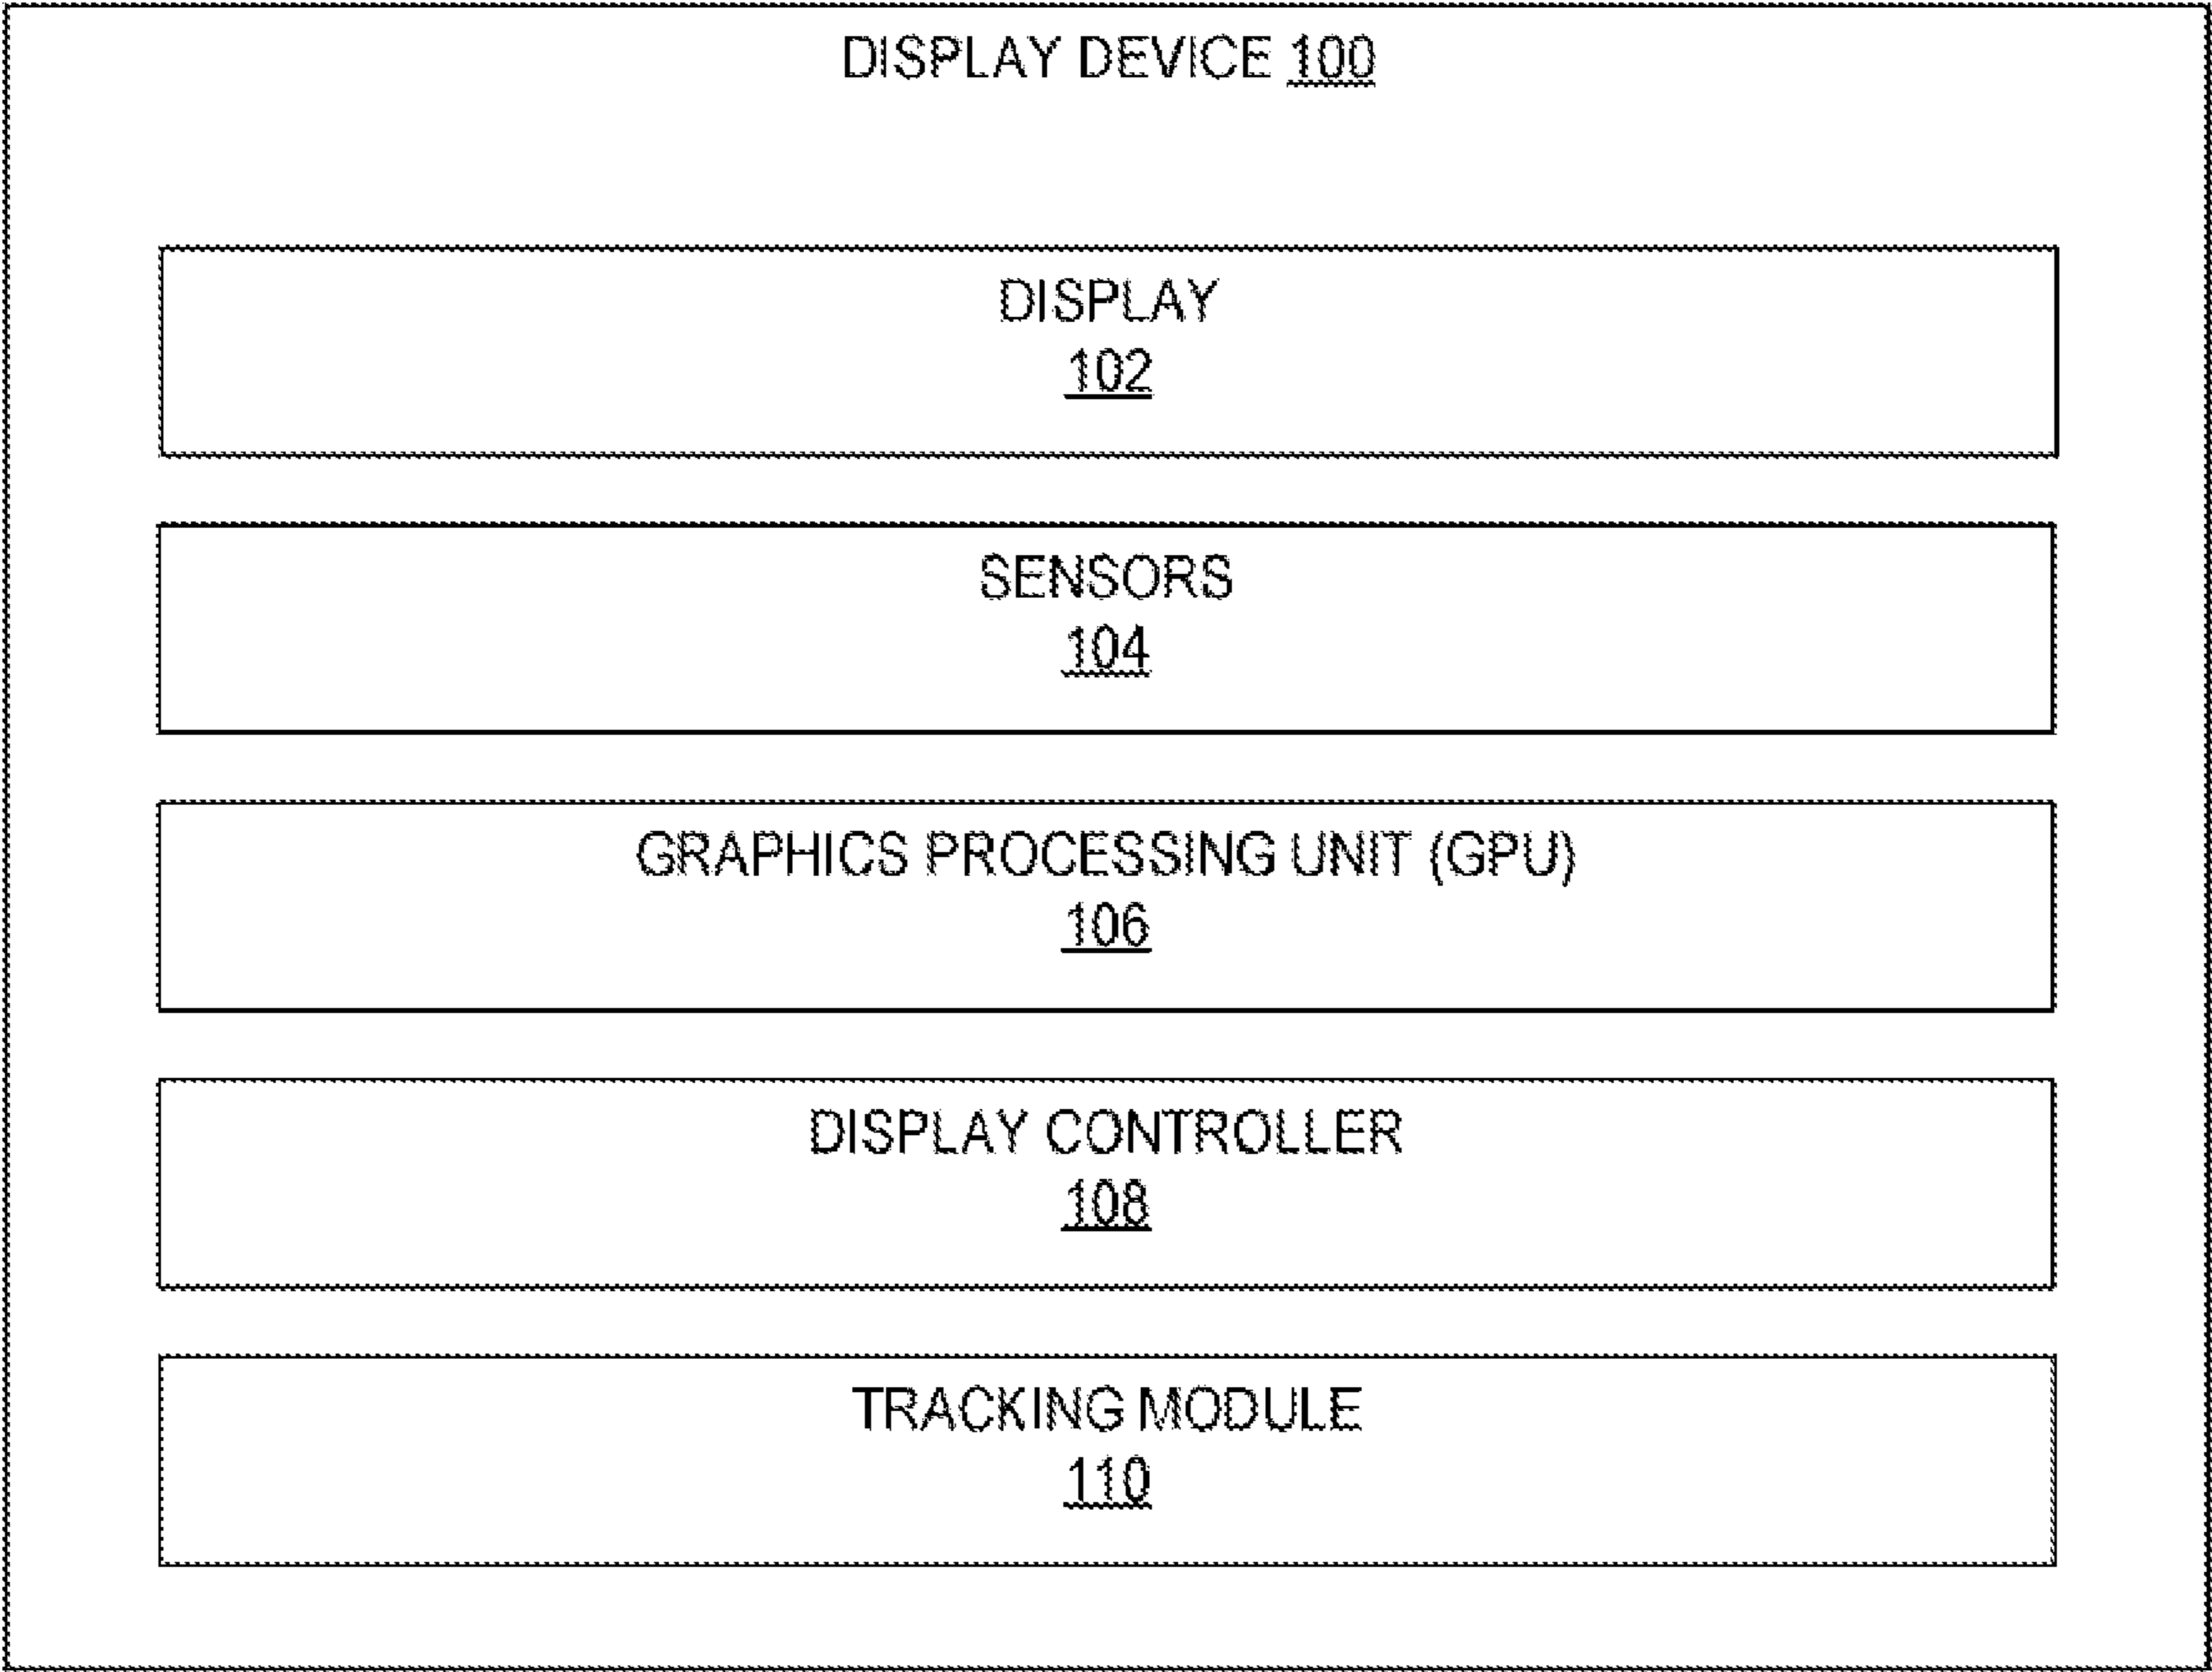 DISPLAY DEVICE 100
DISPLAY
102
SENSORS
104
GRAPHICS PROCESSING UNIT (GPU)
106
DISPLAY CONTROLLER
108
TRACKING MODULE
110